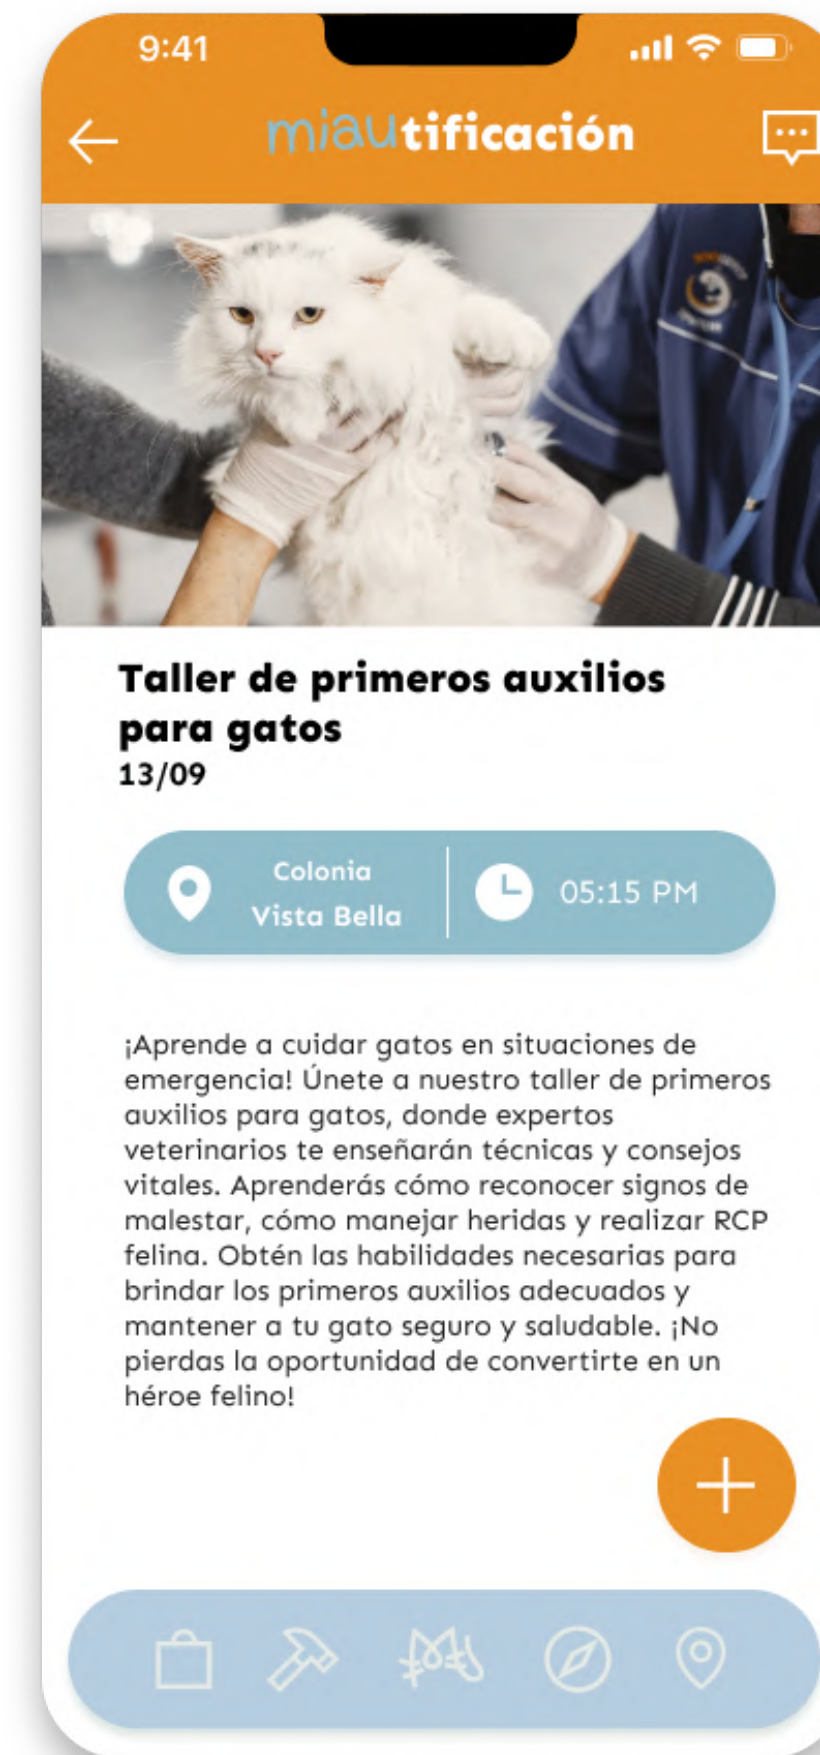 9:41
miautificación
Taller de primeros auxilios
para gatos
13/09
Colonia
Vista Bella
05:15 PM
¡Aprende a cuidar gatos en situaciones de
emergencia! Únete a nuestro taller de primeros
auxilios para gatos, donde expertos
veterinarios te enseñarán técnicas y consejos
vitales. Aprenderás cómo reconocer signos de
malestar, cómo manejar heridas y realizar RCP
felina. Obtén las habilidades necesarias para
brindar los primeros auxilios adecuados y
mantener a tu gato seguro y saludable. ¡No
pierdas la oportunidad de convertirte en un
héroe felino!